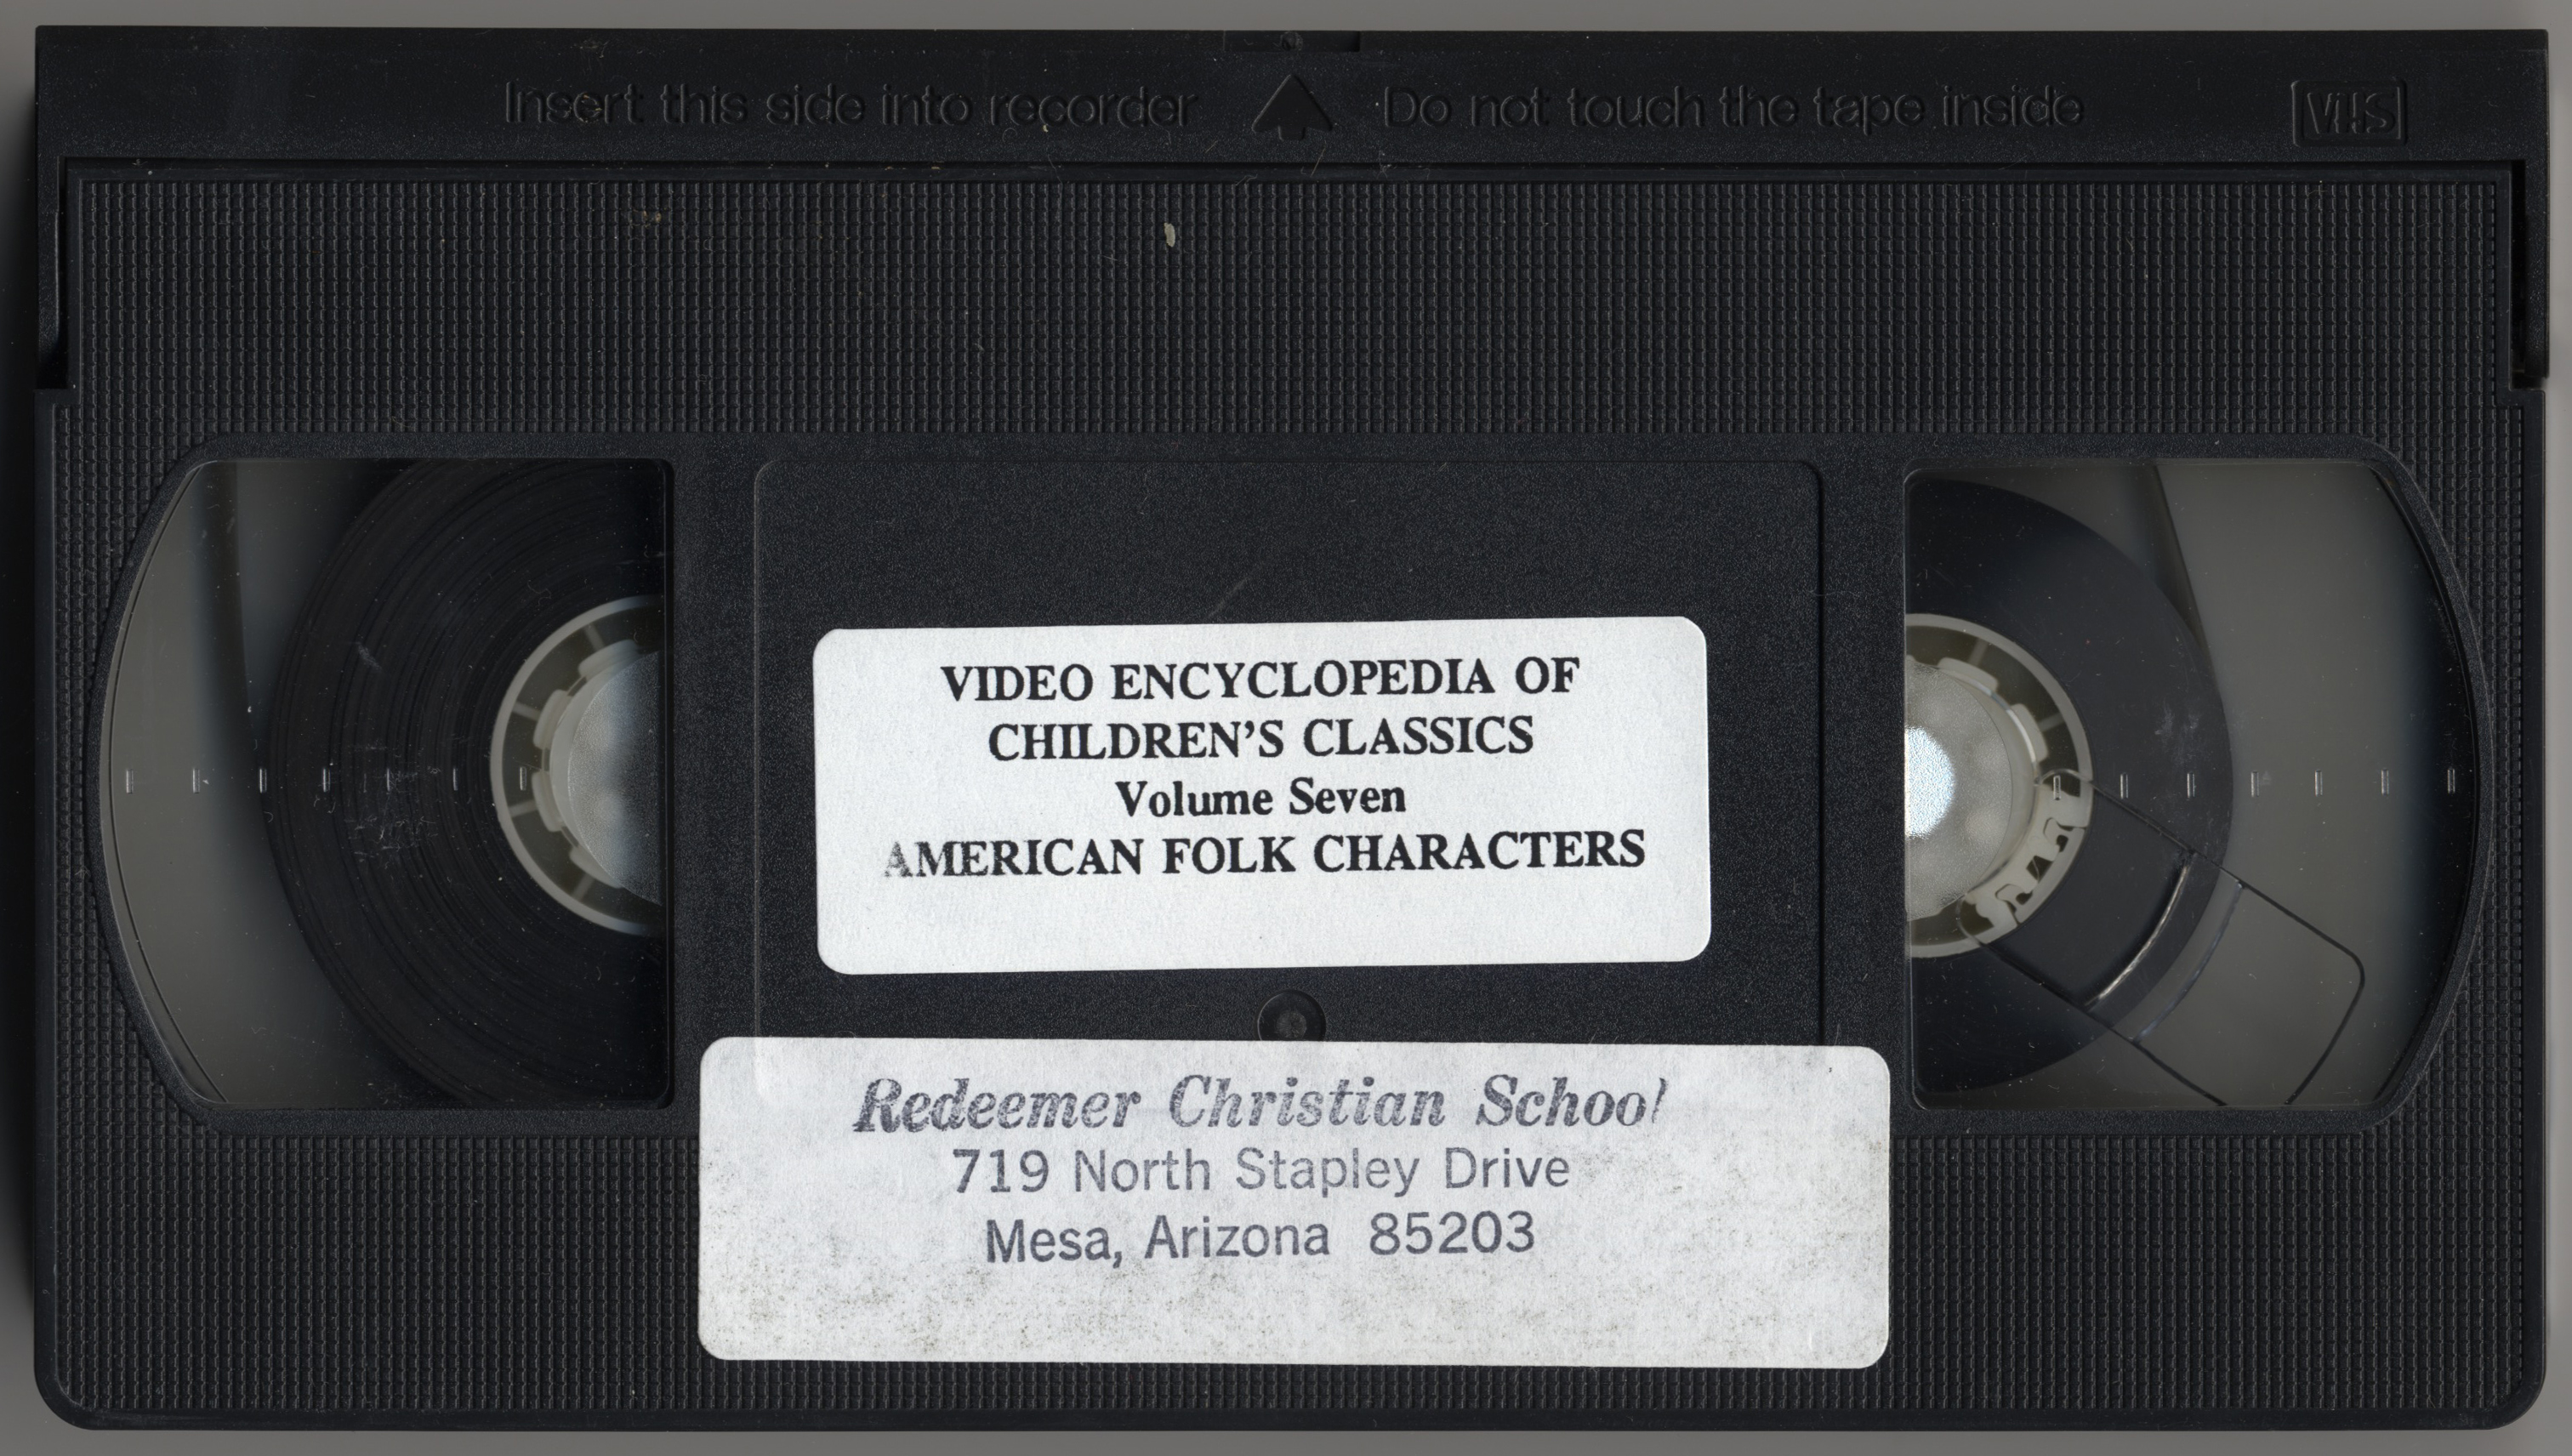 Insert this side into recorder Do not touch the tape inside VHS
VIDEO ENCYCLOPEDIA OF
CHILDREN'S CLASSICS
Volume Seven
AMERICAN FOLK CHARACTERS
Redeemer Christian School
719 North Stapley Drive
Mesa, Arizona 85203